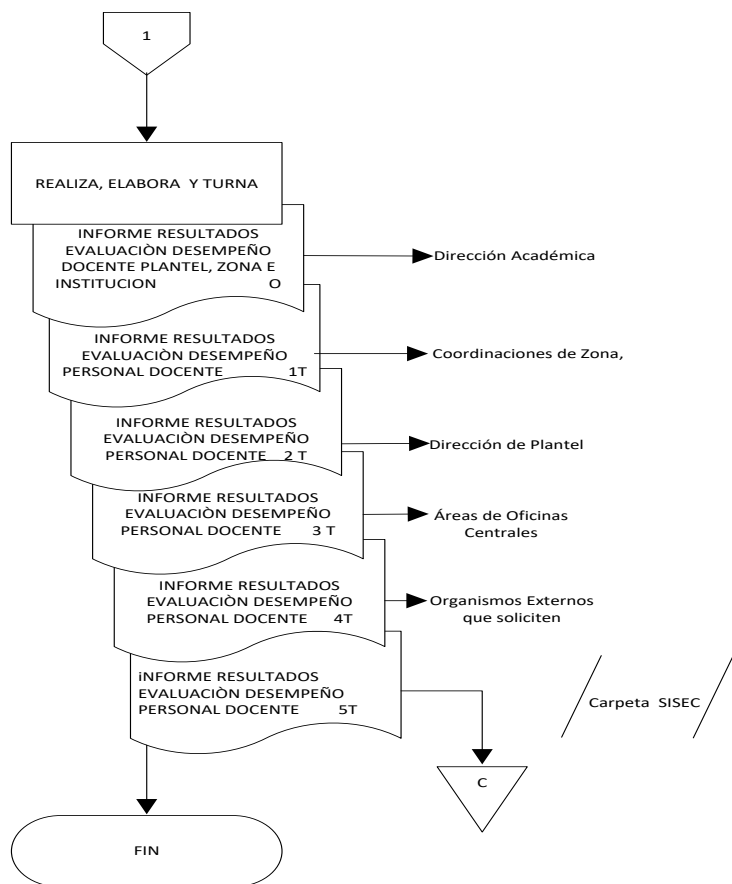 1
REALIZA, ELABORA Y TURNA
INFORME RESULTADOS
EVALUACIÒN DESEMPEÑO
DOCENTE PLANTEL, ZONA E
INSTITUCION O
Dirección Académica
INFORME RESULTADOS
EVALUACIÒN DESEMPEÑO
PERSONAL DOCENTE 1T
Coordinaciones de Zona,
INFORME RESULTADOS
EVALUACIÒN DESEMPEÑO
PERSONAL DOCENTE 2 T
Dirección de Plantel
INFORME RESULTADOS
EVALUACIÒN DESEMPEÑO
PERSONAL DOCENTE 3 T
Áreas de Oficinas
Centrales
INFORME RESULTADOS
EVALUACIÒN DESEMPEÑO
PERSONAL DOCENTE 4T
Organismos Externos
que soliciten
iNFORME RESULTADOS
EVALUACIÒN DESEMPEÑO
PERSONAL DOCENTE 5T
Carpeta SISEC
C
FIN